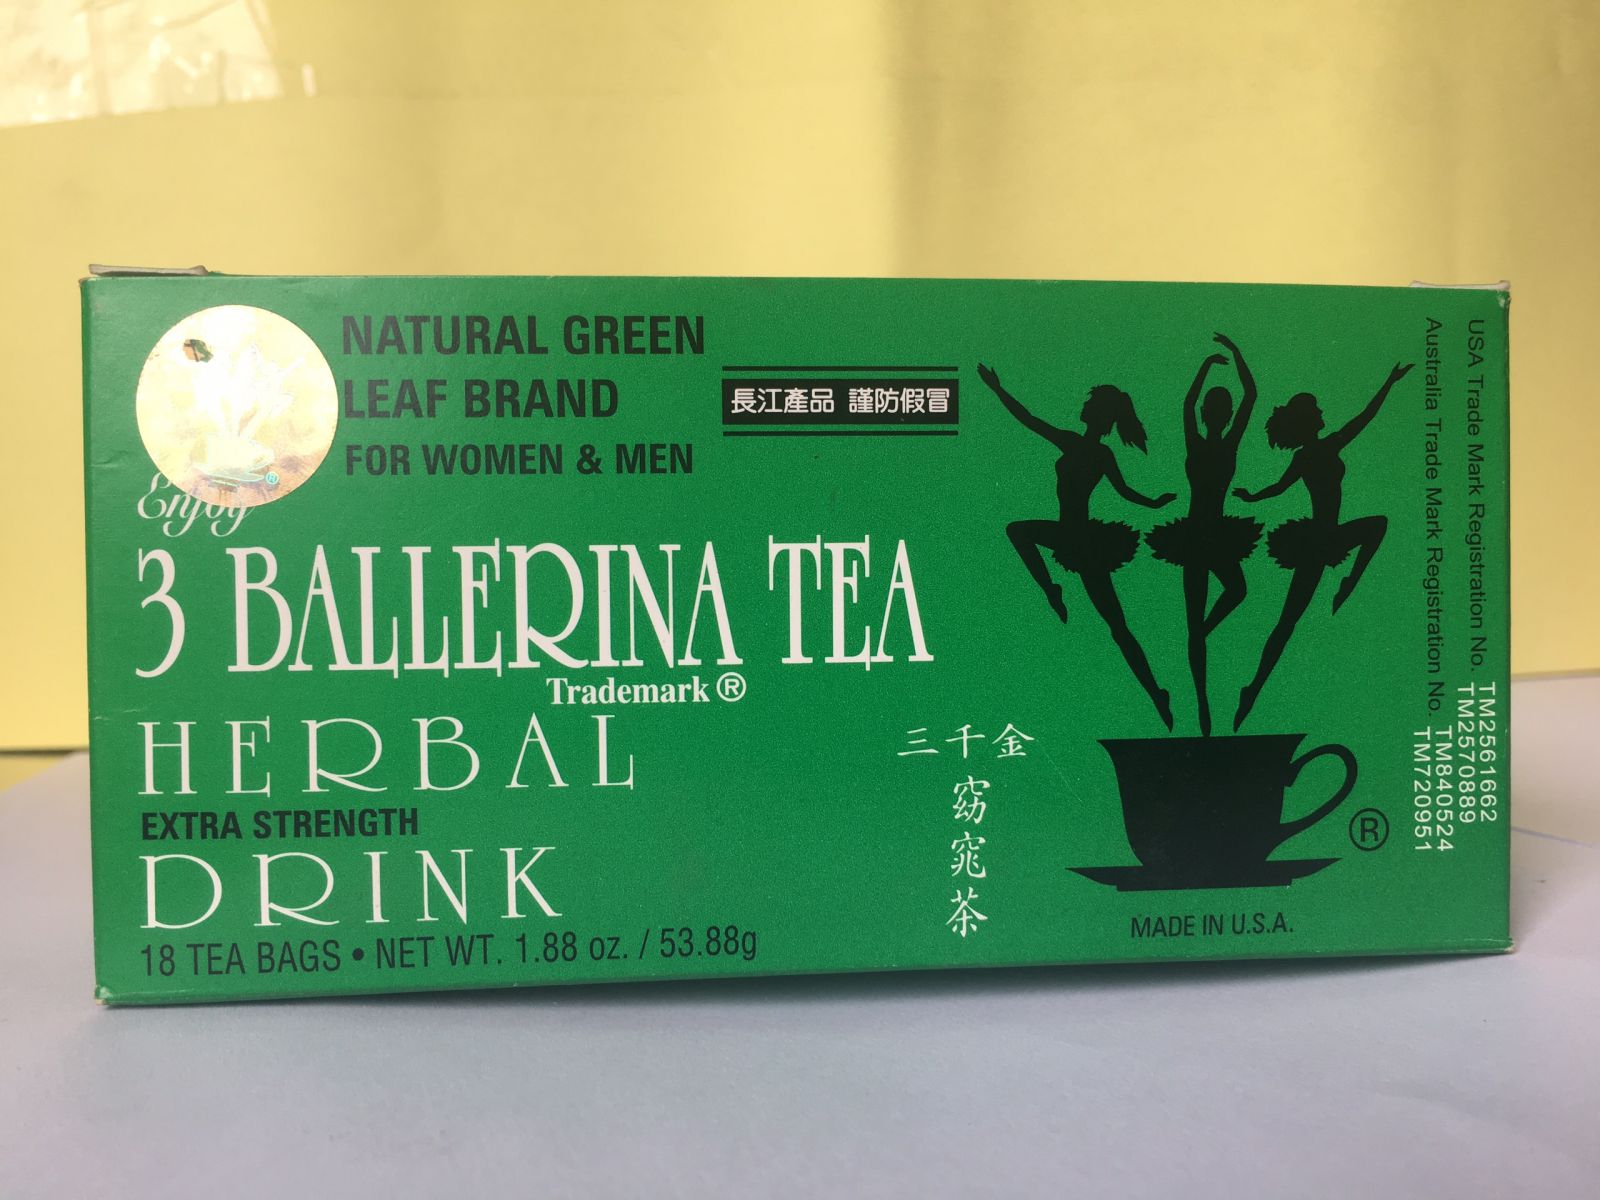 NATURAL GREEN
LEAF BRAND
FOR WOMEN & MEN
長江產品 謹防假冒
Enjoy
3 BALLERINA TEA
Trademark ®
HERBAL
EXTRA STRENGTH
DRINK
18 TEA BAGS • NET WT. 1.88 oz. / 53.88g
三千金
窈
窕
茶
®
®
MADE IN U.S.A.
USA Trade Mark Registration No. TM2561662
TM2570889
Australia Trade Mark Registration No. TM840524
TM720951